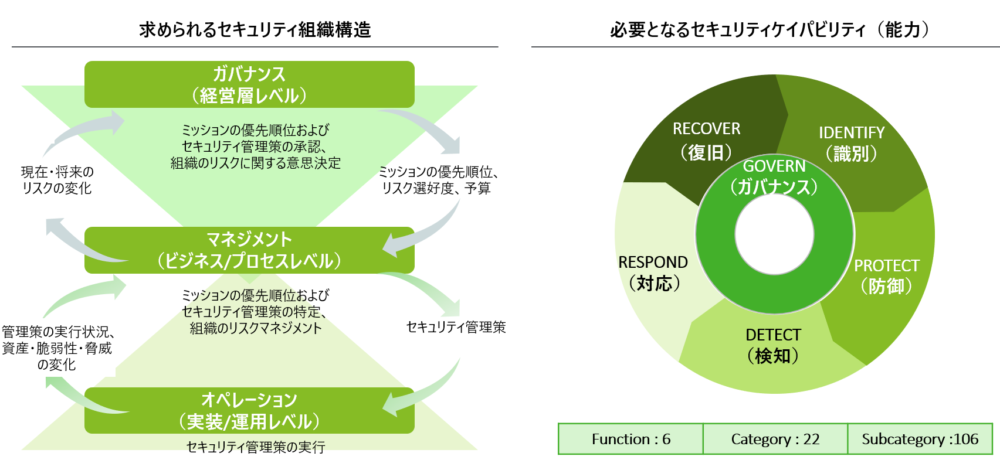 求められるセキュリティ組織構造
ガバナンス
（経営層レベル）
ミッションの優先順位および
セキュリティ管理策の承認、
組織のリスクに関する意思決定
現在・将来の
リスクの変化
ミッションの優先順位、
リスク選好度、予算
マネジメント
（ビジネス/プロセスレベル）
ミッションの優先順位および
セキュリティ管理策の特定、
組織のリスクマネジメント
管理策の実行状況、
資産・脆弱性・脅威
の変化
セキュリティ管理策
オペレーション
（実装/運用レベル）
セキュリティ管理策の実行
必要となるセキュリティケイパビリティ（能力）
RECOVER
（復旧）
IDENTIFY
（識別）
GOVERN
（ガバナンス）
RESPOND
（対応）
PROTECT
（防御）
DETECT
（検知）
Function : 6
Category : 22
Subcategory :106